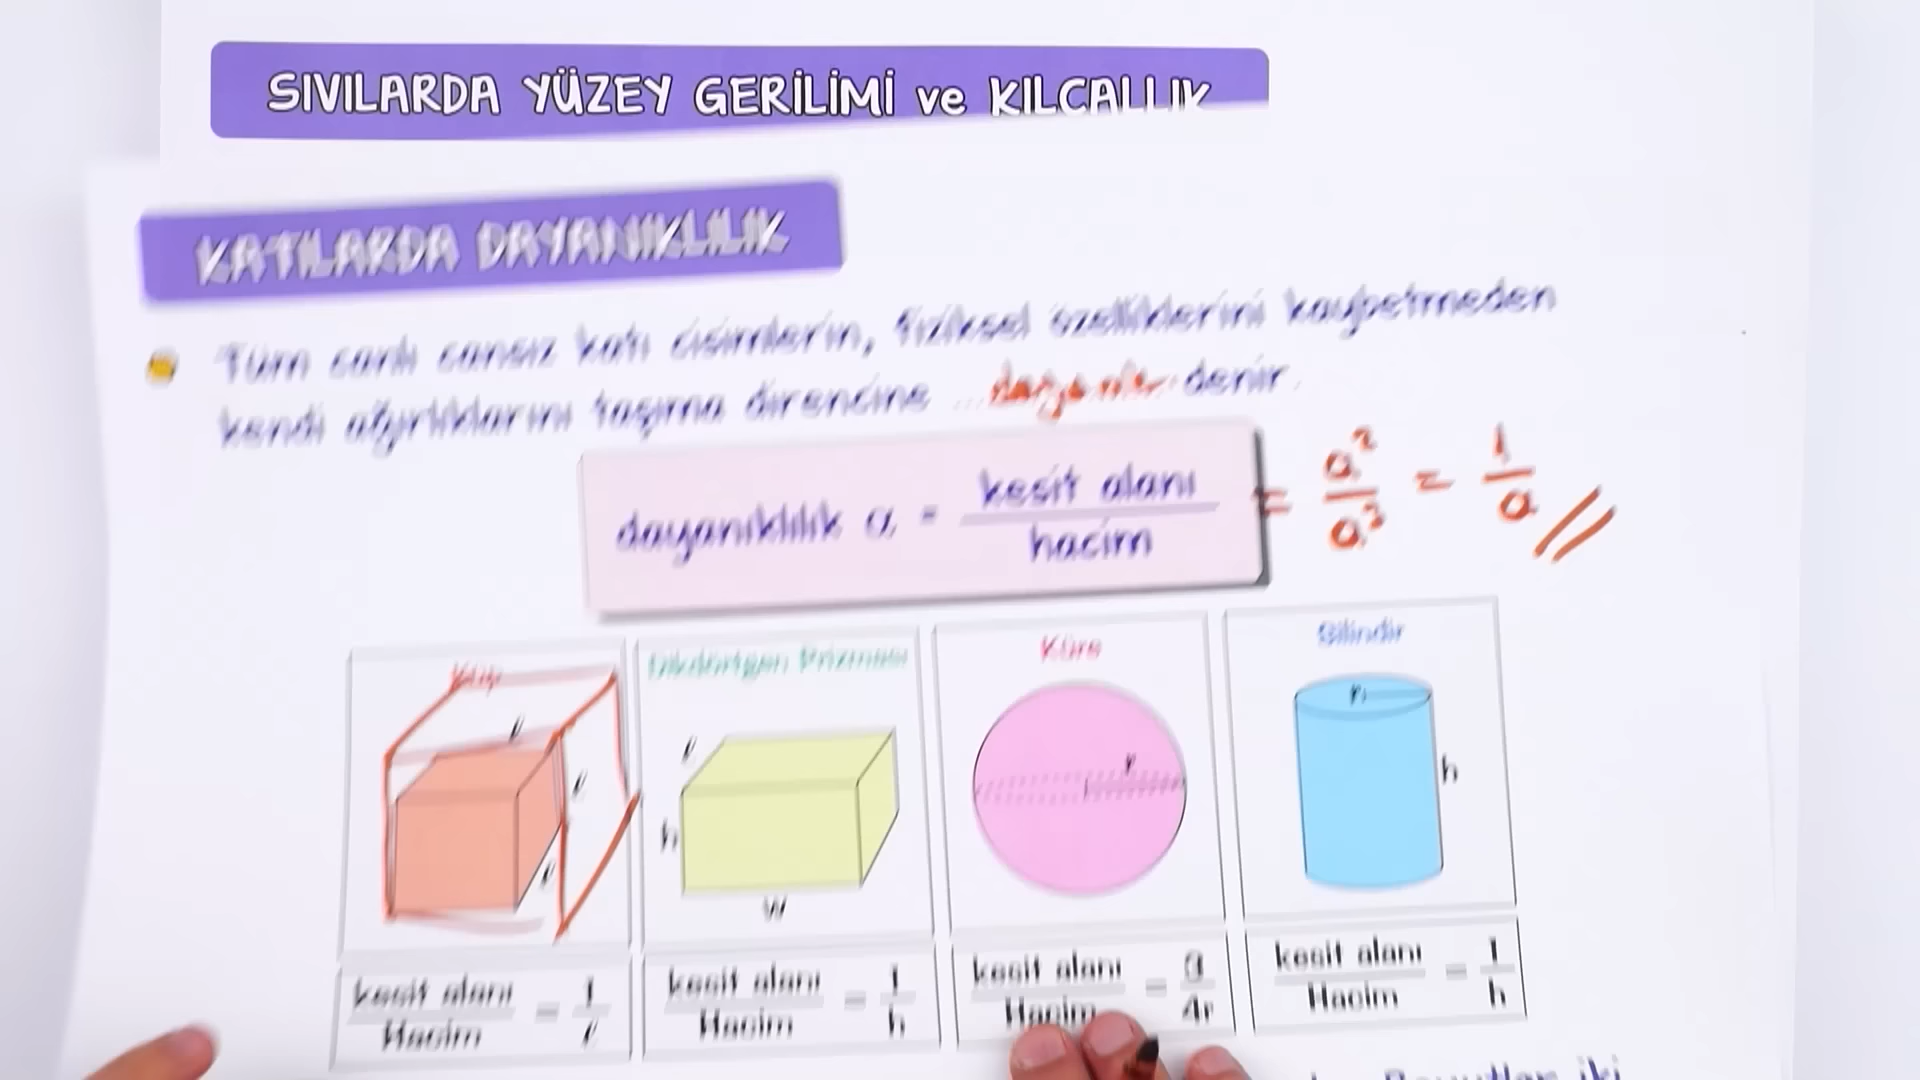 SIVILARDA YÜZEY GERİLİMİ ve KILCALLIK
KATILARDA DAYANIKLILIK
Tüm canlı cansız katı cisimlerin, fiziksel özelliklerini kaybetmeden
kendi ağırlıklarını taşıma direncine ... denir.
dayanıklılık α = kesit alanı / hacim = a² / a³ = 1 / a
Küp
l
l
l
kesit alanı / Hacim = 1 / l
Dikdörtgen Prizması
l
h
w
kesit alanı / Hacim = 1 / h
Küre
r
kesit alanı / Hacim = 3 / 4r
Silindir
r
h
kesit alanı / Hacim = 1 / h
Boyutları iki